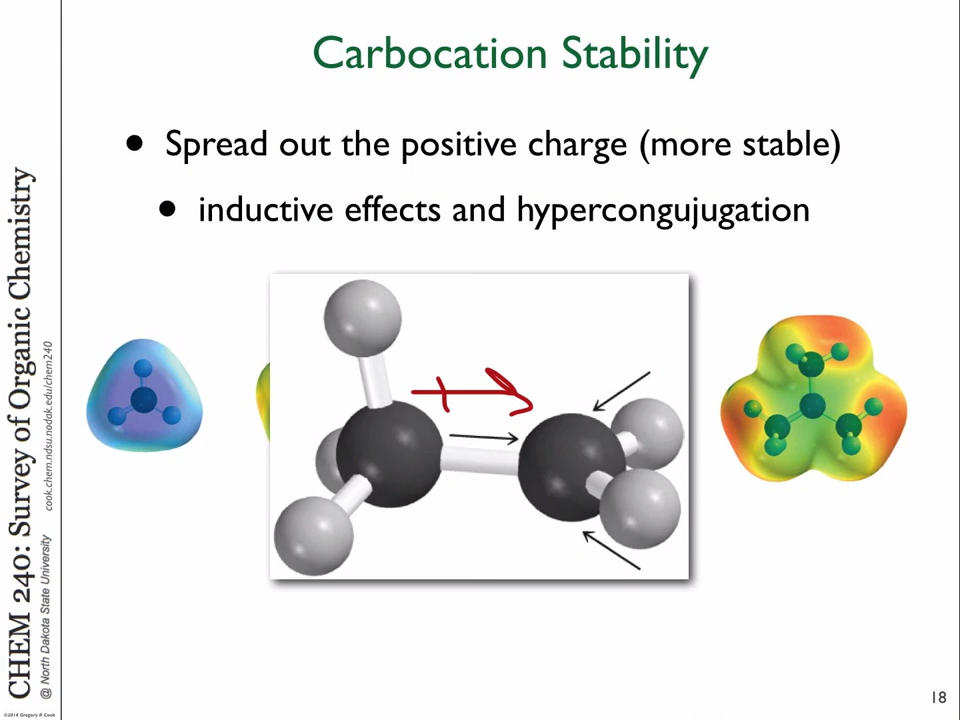 Carbocation Stability
• Spread out the positive charge (more stable)
• inductive effects and hypercongujugation
CHEM 240: Survey of Organic Chemistry
@ North Dakota State University
cook.chem.ndsu.nodak.edu/chem240
©2014 Gregory R Cook
18